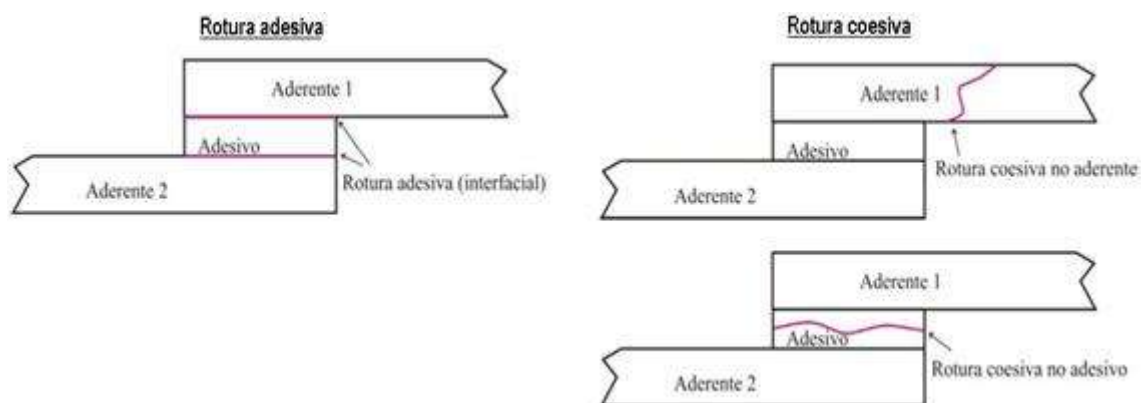 Rotura adesiva
Aderente 1
Adesivo
Rotura adesiva (interfacial)
Aderente 2
Rotura coesiva
Aderente 1
Adesivo
Rotura coesiva no aderente
Aderente 2
Aderente 1
Adesivo
Rotura coesiva no adesivo
Aderente 2